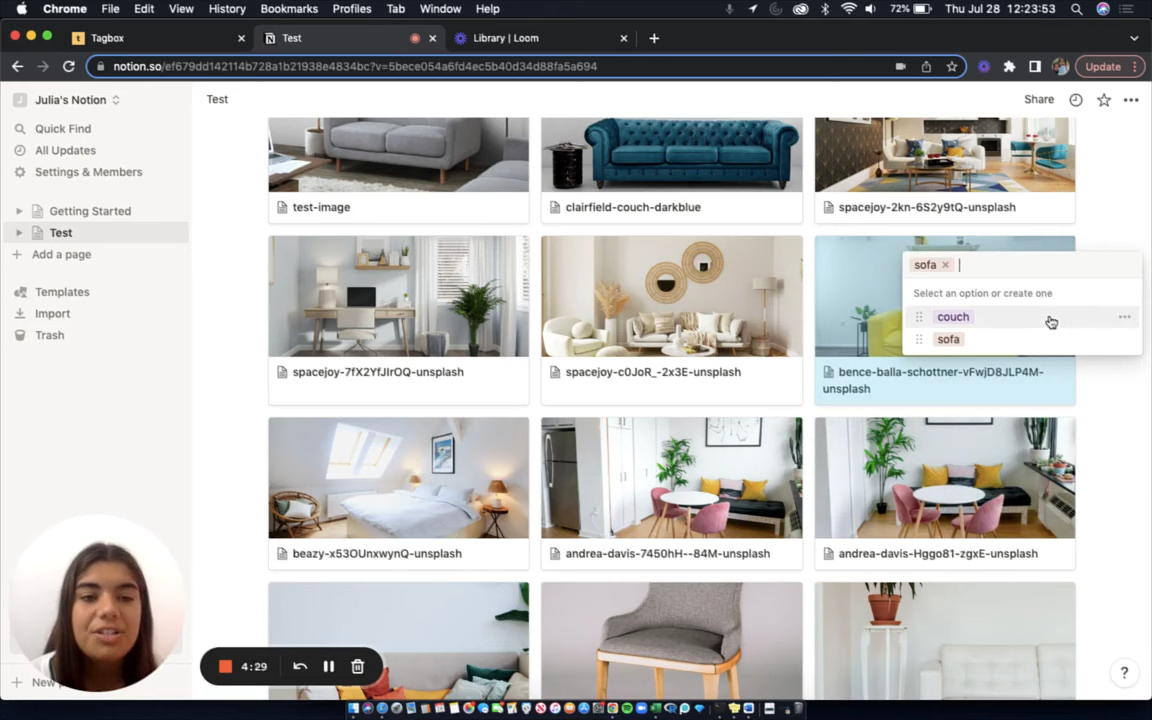 Chrome File Edit View History Bookmarks Profiles Tab Window Help 72% Thu Jul 28 12:23:53
Tagbox Test Library | Loom
notion.so/ef679dd142114b728a1b21938e4834bc?v=5bece054a6fd4ec5b40d34d88fa5a694 Update
J Julia's Notion Test Share
Quick Find
All Updates
Settings & Members
Getting Started
Test
Add a page
Templates
Import
Trash
test-image clairfield-couch-darkblue spacejoy-2kn-6S2y9tQ-unsplash
sofa
Select an option or create one
couch
sofa
spacejoy-7fX2YfJIrOQ-unsplash spacejoy-c0JoR_-2x3E-unsplash bence-balla-schottner-vFwjD8JLP4M-
unsplash
beazy-x53OUnxwynQ-unsplash andrea-davis-7450hH--84M-unsplash andrea-davis-Hggo81-zgxE-unsplash
4:29
New
?